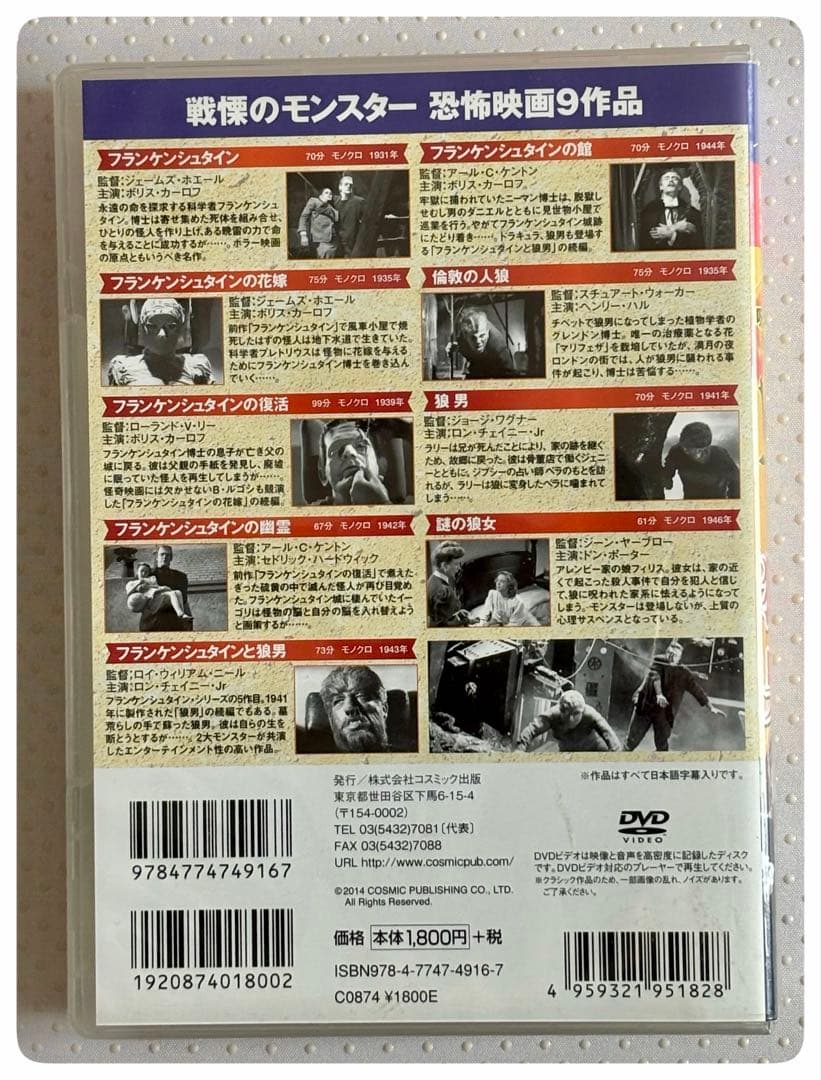 戦慄のモンスター 恐怖映画9作品
フランケンシュタイン 70分 モノクロ 1931年
監督:ジェームズ・ホエール
主演:ボリス・カーロフ
永遠の命を探求する科学者フランケンシュ
タイン。博士は寄せ集めた死体を組み合せ、
ひとりの怪人を作り上げ、ある晩雷の力で命
を与えることに成功するが……。ホラー映画
の原点ともいうべき名作。
フランケンシュタインの花嫁 75分 モノクロ 1935年
監督:ジェームズ・ホエール
主演:ボリス・カーロフ
前作「フランケンシュタイン」で風車小屋で焼
死したはずの怪人は地下水道で生きていた。
科学者プレトリウスは怪物に花嫁を与える
ためにフランケンシュタイン博士を巻き込ん
でいく……。
フランケンシュタインの復活 99分 モノクロ 1939年
監督:ローランド・V・リー
主演:ボリス・カーロフ
フランケンシュタイン博士の息子が亡き父の
城に戻る。彼は父親の手紙を発見し、廃墟
に眠っていた怪人を再生してしまうが……。
怪奇映画には欠かせないB・ルゴシも競演
した「フランケンシュタインの花嫁」の続編。
フランケンシュタインの幽霊 67分 モノクロ 1942年
監督:アール・C・ケントン
主演:セドリック・ハードウィック
前作「フランケンシュタインの復活」で煮えた
ぎった硫黄の中で滅んだ怪人が再び目覚め
た。フランケンシュタイン城に棲んでいたイー
ゴリは怪物の脳と自分の脳を入れ替えよう
と画策するが……。
フランケンシュタインと狼男 73分 モノクロ 1943年
監督:ロイ・ウィリアム・ニール
主演:ロン・チェイニー・Jr
フランケンシュタイン・シリーズの5作目。1941
年に製作された「狼男」の続編でもある。墓
荒らしの手で蘇った狼男。彼は自らの生を
断とうとするが……。2大モンスターが共演
したエンターテインメント性の高い作品。
フランケンシュタインの館 70分 モノクロ 1944年
監督:アール・C・ケントン
主演:ボリス・カーロフ
牢獄に捕われていたニーマン博士は、脱獄し
せむし男のダニエルとともに見世物小屋で
巡業を行う。やがてフランケンシュタイン城跡
にたどり着き……。ドラキュラ、狼男も登場す
る「フランケンシュタインと狼男」の続編。
倫敦の人狼 75分 モノクロ 1935年
監督:スチュアート・ウォーカー
主演:ヘンリー・ハル
チベットで狼男になってしまった植物学者の
グレンドン博士。唯一の治療薬となる花
「マリフェザ」を栽培していたが、満月の夜
ロンドンの街では、人が狼男に襲われる事
件が起こり、博士は苦悩する……。
狼男 70分 モノクロ 1941年
監督:ジョージ・ワグナー
主演:ロン・チェイニー・Jr
ラリーは兄が死んだことにより、家の跡を継ぐ
ため、故郷に戻った。彼は骨董店で働くジェニ
ーとともに、ジプシーの占い師ベラのもとを訪
れるが、ラリーは狼に変身したベラに噛まれて
しまう……。
謎の狼女 61分 モノクロ 1946年
監督:ジーン・ヤーブロー
主演:ドン・ポーター
アレンビー家の娘フィリス。彼女は、家の近
くで起こった殺人事件で自分を犯人と信じ
て、狼に呪われた家系に怯えるようになっ
てしまう。モンスターは登場しないが、上質の
心理サスペンスとなっている。
9784774749167
1920874018002
発行/株式会社コスミック出版
東京都世田谷区下馬6-15-4
(〒154-0002)
TEL 03(5432)7081〔代表〕
FAX 03(5432)7088
URL http://www.cosmicpub.com/
©2014 COSMIC PUBLISHING CO., LTD.
All Rights Reserved.
価格 本体1,800円+税
ISBN978-4-7747-4916-7
C0874 ¥1800E
※作品はすべて日本語字幕入りです。
DVD
VIDEO
DVDビデオは映像と音声を高密度に記録したディスク
です。DVDビデオ対応のプレーヤーで再生してください。
※クラシック作品のため、一部画像の乱れ、ノイズがあります。
ご了承ください。
4 959321 951828